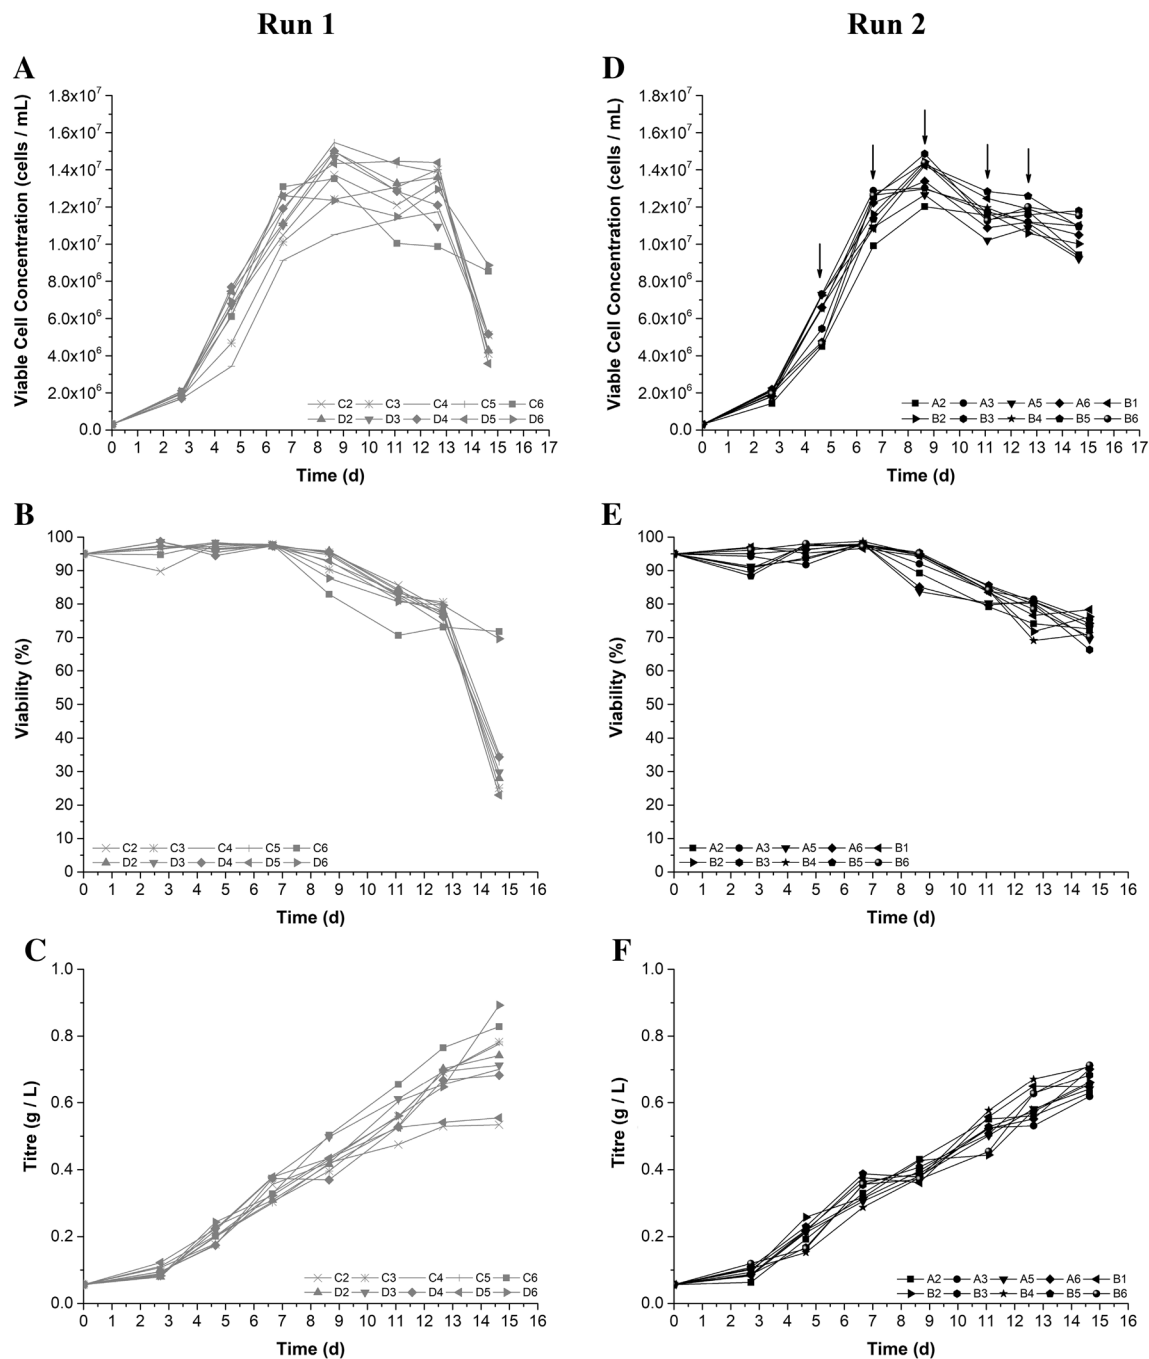 Run 1
Run 2
A
Viable Cell Concentration (cells / mL)
1.8x10⁷
1.6x10⁷
1.4x10⁷
1.2x10⁷
1.0x10⁷
8.0x10⁶
6.0x10⁶
4.0x10⁶
2.0x10⁶
0.0
C2 C3 C4 C5 C6
D2 D3 D4 D5 D6
0 1 2 3 4 5 6 7 8 9 10 11 12 13 14 15 16 17
Time (d)
D
Viable Cell Concentration (cells / mL)
1.8x10⁷
1.6x10⁷
1.4x10⁷
1.2x10⁷
1.0x10⁷
8.0x10⁶
6.0x10⁶
4.0x10⁶
2.0x10⁶
0.0
A2 A3 A5 A6 B1
B2 B3 B4 B5 B6
0 1 2 3 4 5 6 7 8 9 10 11 12 13 14 15 16 17
Time (d)
B
Viability (%)
100
90
80
70
60
50
40
30
20
10
0
C2 C3 C4 C5 C6
D2 D3 D4 D5 D6
0 1 2 3 4 5 6 7 8 9 10 11 12 13 14 15 16
Time (d)
E
Viability (%)
100
90
80
70
60
50
40
30
20
10
0
A2 A3 A5 A6 B1
B2 B3 B4 B5 B6
0 1 2 3 4 5 6 7 8 9 10 11 12 13 14 15 16
Time (d)
C
Titre (g / L)
1.0
0.8
0.6
0.4
0.2
0.0
C2 C3 C4 C5 C6
D2 D3 D4 D5 D6
0 1 2 3 4 5 6 7 8 9 10 11 12 13 14 15 16
Time (d)
F
Titre (g / L)
1.0
0.8
0.6
0.4
0.2
0.0
A2 A3 A5 A6 B1
B2 B3 B4 B5 B6
0 1 2 3 4 5 6 7 8 9 10 11 12 13 14 15 16
Time (d)